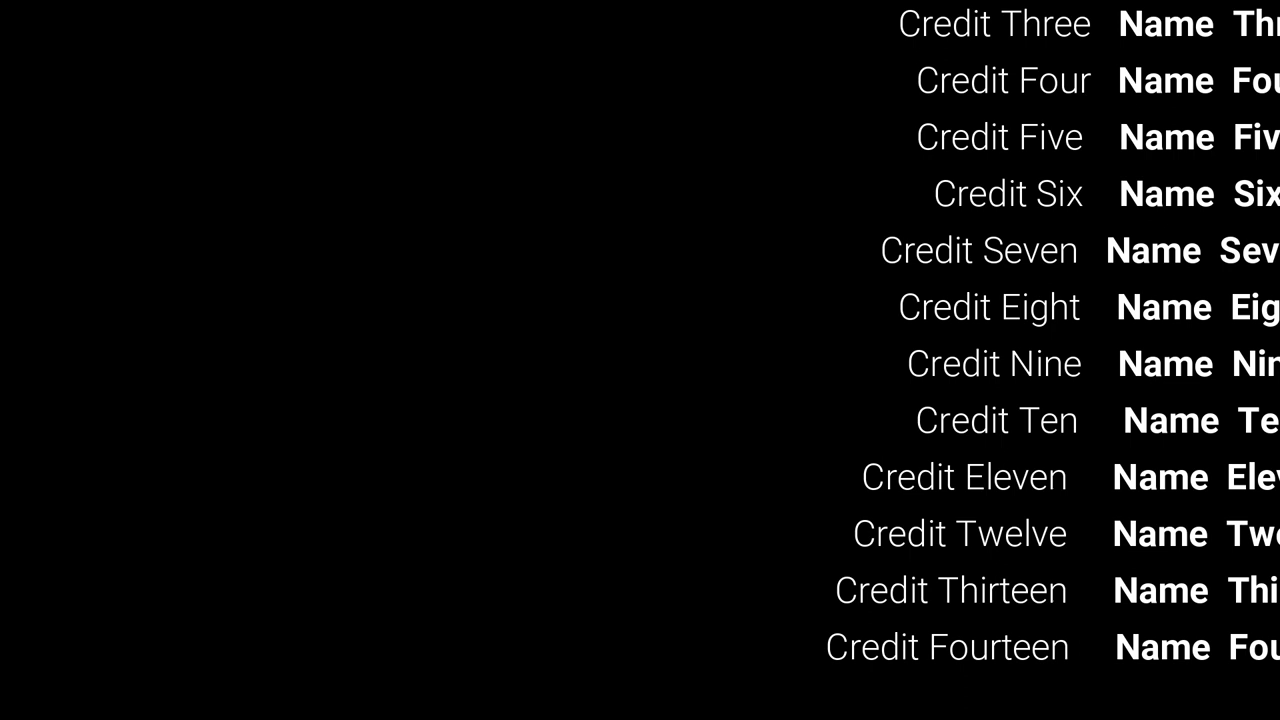 Credit Three Name Thr
Credit Four Name Fou
Credit Five Name Fiv
Credit Six Name Six
Credit Seven Name Sev
Credit Eight Name Eig
Credit Nine Name Nin
Credit Ten Name Te
Credit Eleven Name Elev
Credit Twelve Name Twe
Credit Thirteen Name Thi
Credit Fourteen Name Fou